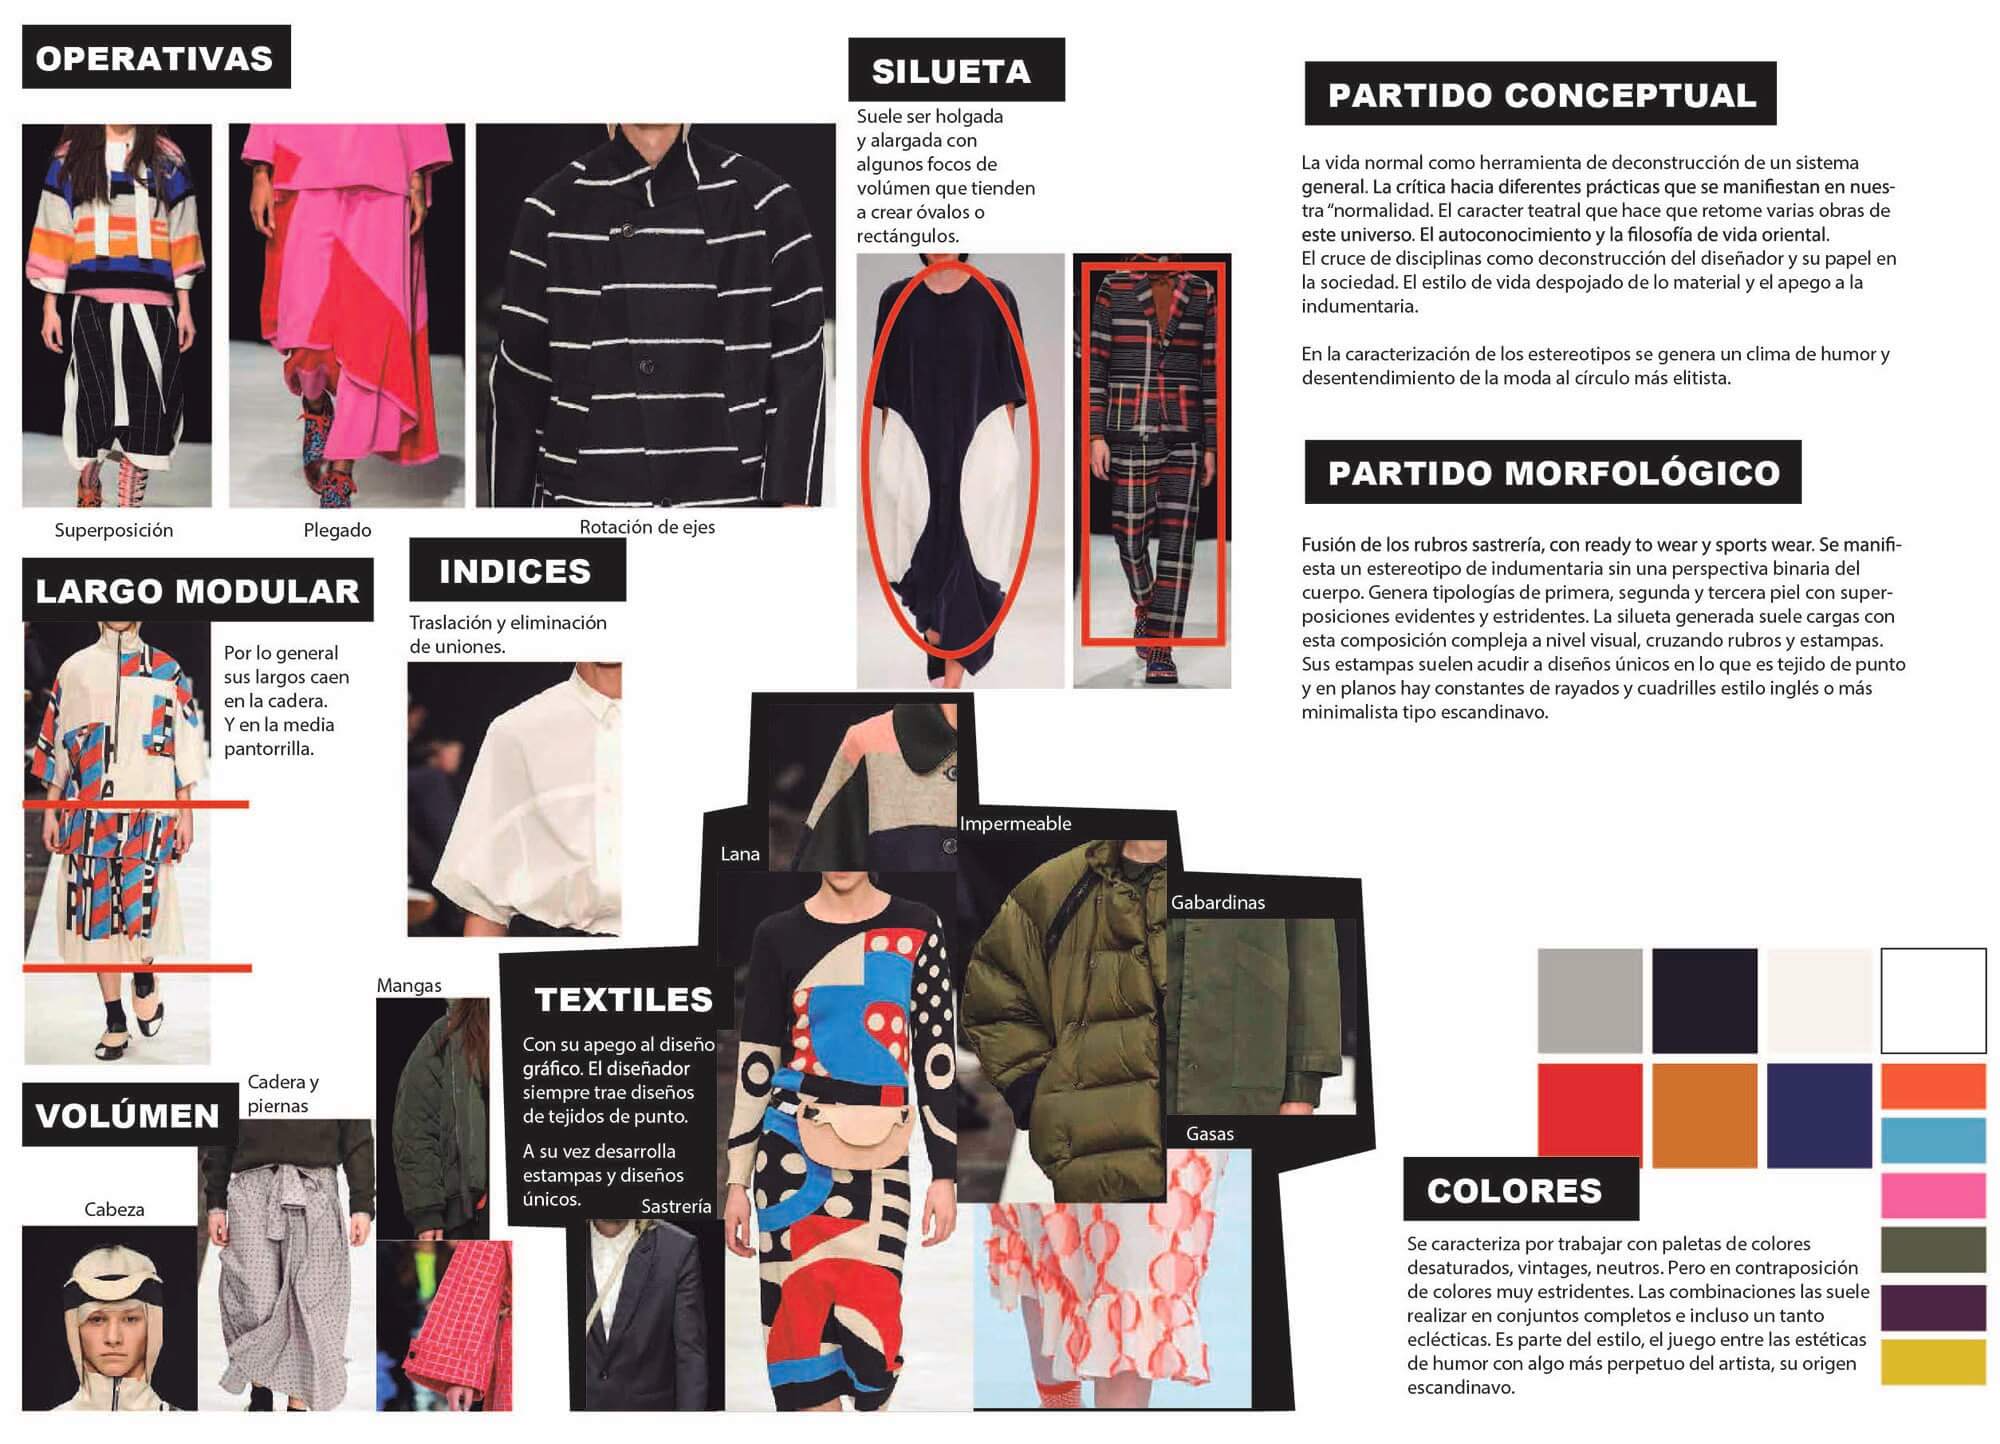 OPERATIVAS
Superposición
Plegado
Rotación de ejes
SILUETA
Suele ser holgada
y alargada con
algunos focos de
volúmen que tienden
a crear óvalos o
rectángulos.
PARTIDO CONCEPTUAL
La vida normal como herramienta de deconstrucción de un sistema
general. La crítica hacia diferentes prácticas que se manifiestan en nues-
tra “normalidad. El caracter teatral que hace que retome varias obras de
este universo. El autoconocimiento y la filosofía de vida oriental.
El cruce de disciplinas como deconstrucción del diseñador y su papel en
la sociedad. El estilo de vida despojado de lo material y el apego a la
indumentaria.
En la caracterización de los estereotipos se genera un clima de humor y
desentendimiento de la moda al círculo más elitista.
PARTIDO MORFOLÓGICO
Fusión de los rubros sastrería, con ready to wear y sports wear. Se manifi-
esta un estereotipo de indumentaria sin una perspectiva binaria del
cuerpo. Genera tipologías de primera, segunda y tercera piel con super-
posiciones evidentes y estridentes. La silueta generada suele cargas con
esta composición compleja a nivel visual, cruzando rubros y estampas.
Sus estampas suelen acudir a diseños únicos en lo que es tejido de punto
y en planos hay constantes de rayados y cuadrilles estilo inglés o más
minimalista tipo escandinavo.
LARGO MODULAR
Por lo general
sus largos caen
en la cadera.
Y en la media
pantorrilla.
INDICES
Traslación y eliminación
de uniones.
VOLÚMEN
Cabeza
Cadera y
piernas
Mangas
TEXTILES
Con su apego al diseño
gráfico. El diseñador
siempre trae diseños
de tejidos de punto.
A su vez desarrolla
estampas y diseños
únicos.
Sastrería
Lana
Impermeable
Gabardinas
Gasas
COLORES
Se caracteriza por trabajar con paletas de colores
desaturados, vintages, neutros. Pero en contraposición
de colores muy estridentes. Las combinaciones las suele
realizar en conjuntos completos e incluso un tanto
eclécticas. Es parte del estilo, el juego entre las estéticas
de humor con algo más perpetuo del artista, su origen
escandinavo.